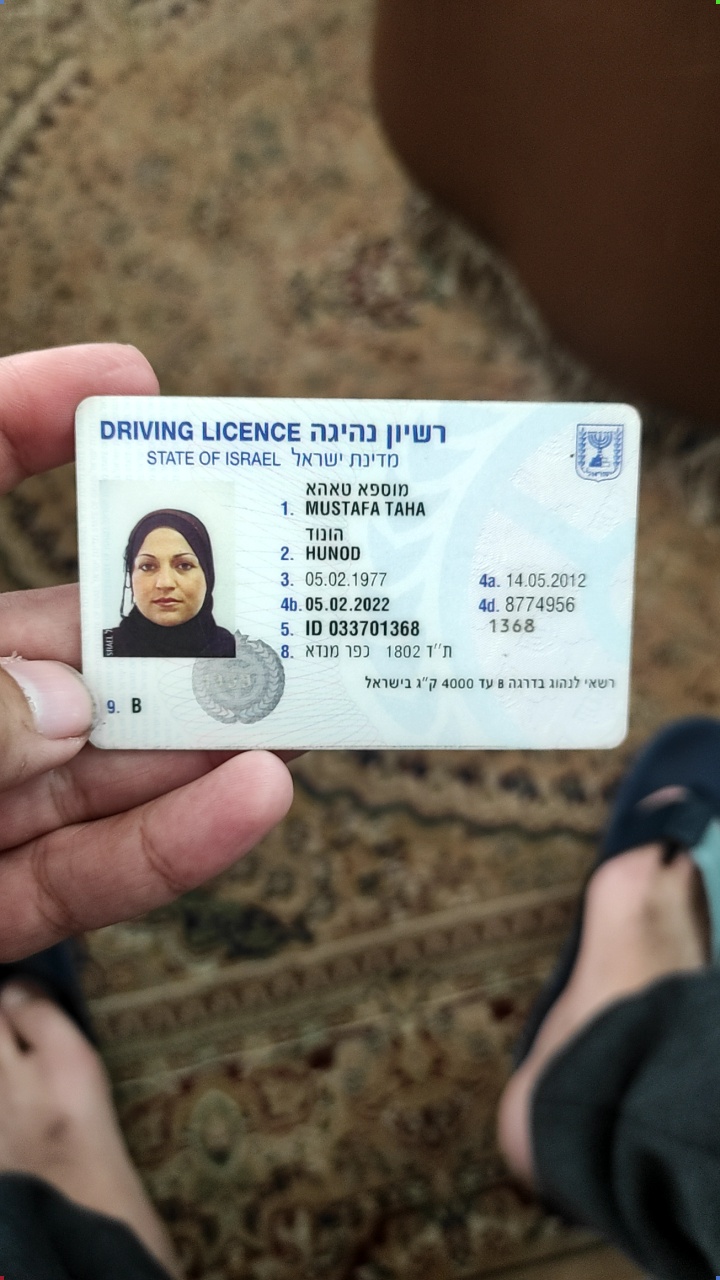 DRIVING LICENCE רשיון נהיגה
STATE OF ISRAEL מדינת ישראל
מוספא טאהא
1. MUSTAFA TAHA
הונוד
2. HUNOD
3. 05.02.1977 4a. 14.05.2012
4b. 05.02.2022 4d. 8774956
5. ID 033701368 1368
8. ת"ד 1802 כפר מנדא
רשאי לנהוג בדרגה B עד 4000 ק"ג בישראל
9. B